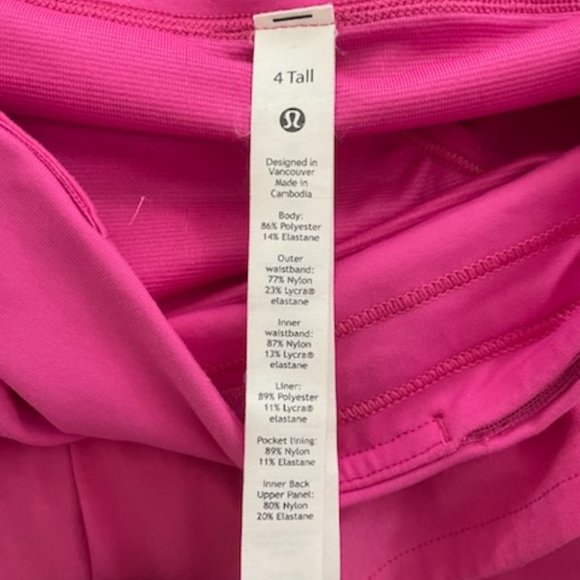 4 Tall
Designed in
Vancouver
Made in
Cambodia
Body:
86% Polyester
14% Elastane
Outer
waistband:
77% Nylon
23% Lycra®
elastane
Inner
waistband:
87% Nylon
13% Lycra®
elastane
Liner:
89% Polyester
11% Lycra®
elastane
Pocket lining:
89% Nylon
11% Elastane
Inner Back
Upper Panel:
80% Nylon
20% Elastane